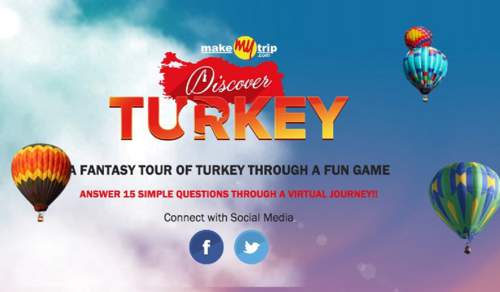 make my trip
.com
Discover
TURKEY
A FANTASY TOUR OF TURKEY THROUGH A FUN GAME
ANSWER 15 SIMPLE QUESTIONS THROUGH A VIRTUAL JOURNEY!!
Connect with Social Media
f